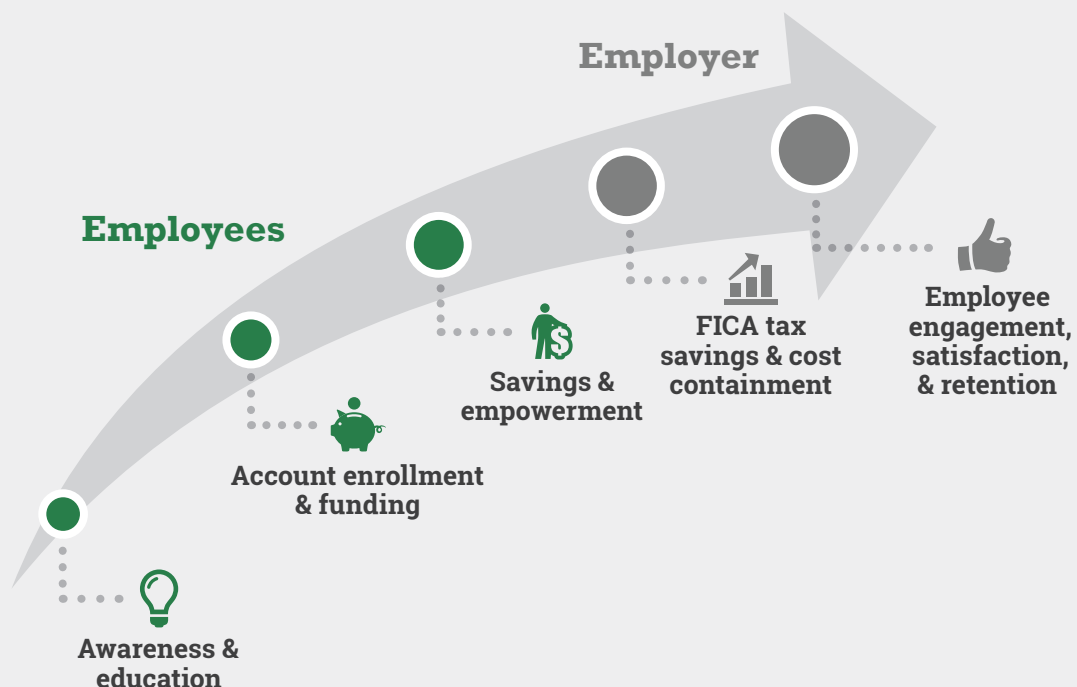 Employer
Employees
Employee
engagement,
satisfaction,
& retention
FICA tax
savings & cost
containment
Savings &
empowerment
Account enrollment
& funding
Awareness &
education